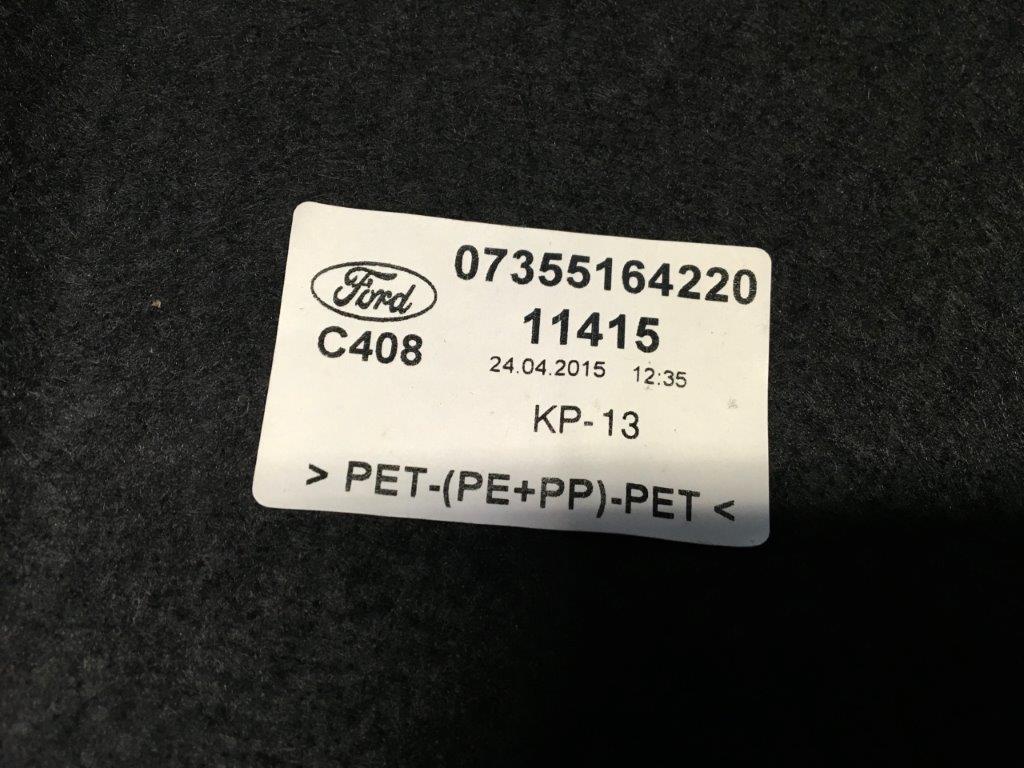 07355164220
Ford
11415
C408
24.04.2015 12:35
KP-13
> PET-(PE+PP)-PET <